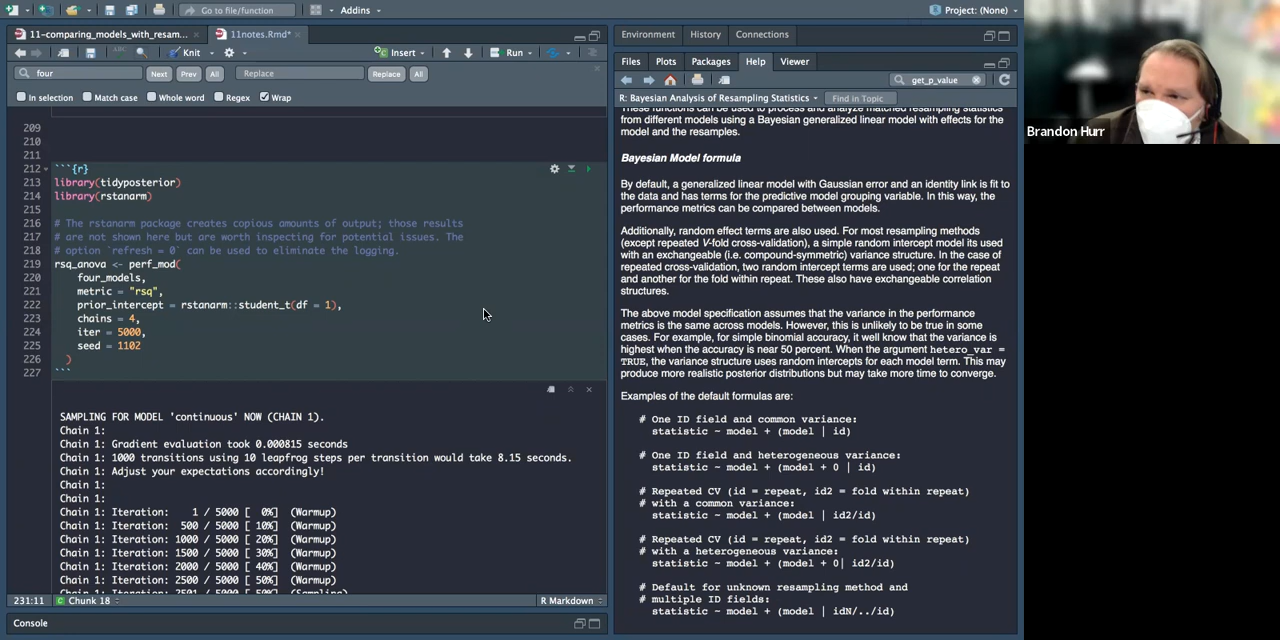 Go to file/function
Addins
Project: (None)
11-comparing_models_with_resam...
11notes.Rmd*
Knit
Insert
Run
four
Next
Prev
All
Replace
Replace
All
In selection
Match case
Whole word
Regex
Wrap
209
210
211
212 ```{r}
213 library(tidyposterior)
214 library(rstanarm)
215
216 # The rstanarm package creates copious amounts of output; those results
217 # are not shown here but are worth inspecting for potential issues. The
218 # option `refresh = 0` can be used to eliminate the logging.
219 rsq_anova <- perf_mod(
220 four_models,
221 metric = "rsq",
222 prior_intercept = rstanarm::student_t(df = 1),
223 chains = 4,
224 iter = 5000,
225 seed = 1102
226 )
227 ```
SAMPLING FOR MODEL 'continuous' NOW (CHAIN 1).
Chain 1:
Chain 1: Gradient evaluation took 0.000815 seconds
Chain 1: 1000 transitions using 10 leapfrog steps per transition would take 8.15 seconds.
Chain 1: Adjust your expectations accordingly!
Chain 1:
Chain 1:
Chain 1: Iteration: 1 / 5000 [ 0%] (Warmup)
Chain 1: Iteration: 500 / 5000 [ 10%] (Warmup)
Chain 1: Iteration: 1000 / 5000 [ 20%] (Warmup)
Chain 1: Iteration: 1500 / 5000 [ 30%] (Warmup)
Chain 1: Iteration: 2000 / 5000 [ 40%] (Warmup)
Chain 1: Iteration: 2500 / 5000 [ 50%] (Warmup)
Chain 1: Iteration: 2501 / 5000 [ 50%] (Sampling)
231:11
Chunk 18
R Markdown
Console
Environment
History
Connections
Files
Plots
Packages
Help
Viewer
get_p_value
R: Bayesian Analysis of Resampling Statistics
Find in Topic
These functions can be used to process and analyze matched resampling statistics
from different models using a Bayesian generalized linear model with effects for the
model and the resamples.
Bayesian Model formula
By default, a generalized linear model with Gaussian error and an identity link is fit to
the data and has terms for the predictive model grouping variable. In this way, the
performance metrics can be compared between models.
Additionally, random effect terms are also used. For most resampling methods
(except repeated V-fold cross-validation), a simple random intercept model its used
with an exchangeable (i.e. compound-symmetric) variance structure. In the case of
repeated cross-validation, two random intercept terms are used; one for the repeat
and another for the fold within repeat. These also have exchangeable correlation
structures.
The above model specification assumes that the variance in the performance
metrics is the same across models. However, this is unlikely to be true in some
cases. For example, for simple binomial accuracy, it well know that the variance is
highest when the accuracy is near 50 percent. When the argument hetero_var =
TRUE, the variance structure uses random intercepts for each model term. This may
produce more realistic posterior distributions but may take more time to converge.
Examples of the default formulas are:
# One ID field and common variance:
statistic ~ model + (model | id)
# One ID field and heterogeneous variance:
statistic ~ model + (model + 0 | id)
# Repeated CV (id = repeat, id2 = fold within repeat)
# with a common variance:
statistic ~ model + (model | id2/id)
# Repeated CV (id = repeat, id2 = fold within repeat)
# with a heterogeneous variance:
statistic ~ model + (model + 0| id2/id)
# Default for unknown resampling method and
# multiple ID fields:
statistic ~ model + (model | idN/../id)
Brandon Hurr